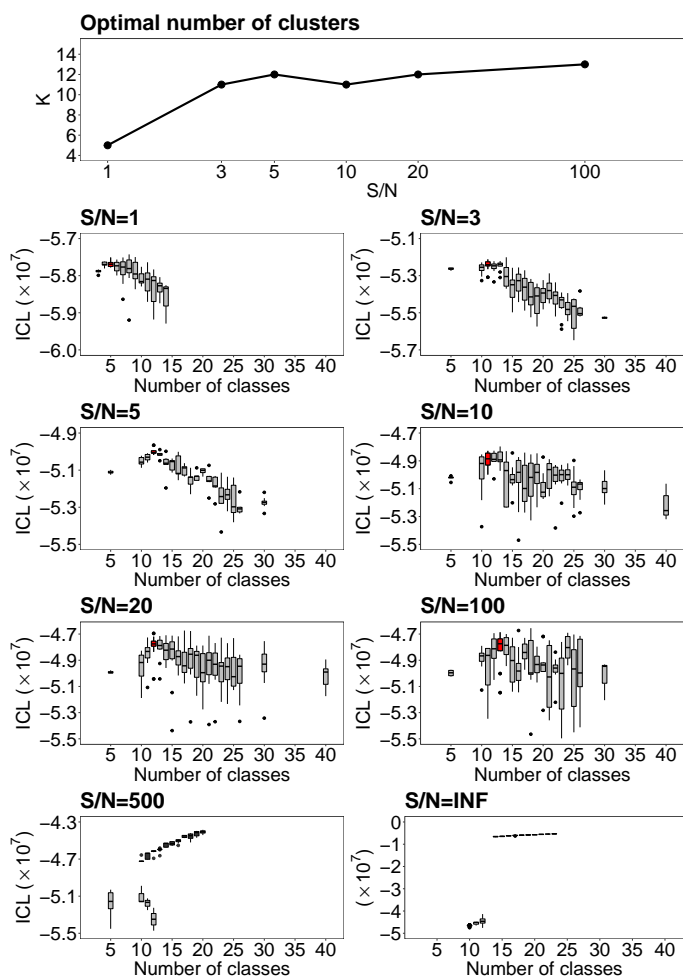 Optimal number of clusters
14
12
10
8
6
4
K
1 3 5 10 20 100
S/N
S/N=1
−5.7
−5.8
−5.9
−6.0
ICL (×10⁷)
5 10 15 20 25 30 35 40
Number of classes
S/N=3
−5.1
−5.3
−5.5
−5.7
ICL (×10⁷)
5 10 15 20 25 30 35 40
Number of classes
S/N=5
−4.9
−5.1
−5.3
−5.5
ICL (×10⁷)
5 10 15 20 25 30 35 40
Number of classes
S/N=10
−4.7
−4.9
−5.1
−5.3
−5.5
ICL (×10⁷)
5 10 15 20 25 30 35 40
Number of classes
S/N=20
−4.7
−4.9
−5.1
−5.3
−5.5
ICL (×10⁷)
5 10 15 20 25 30 35 40
Number of classes
S/N=100
−4.7
−4.9
−5.1
−5.3
−5.5
ICL (×10⁷)
5 10 15 20 25 30 35 40
Number of classes
S/N=500
−4.3
−4.7
−5.1
−5.5
ICL (×10⁷)
5 10 15 20 25 30 35 40
Number of classes
S/N=INF
0
−1
−2
−3
−4
−5
(×10⁷)
5 10 15 20 25 30 35 40
Number of classes